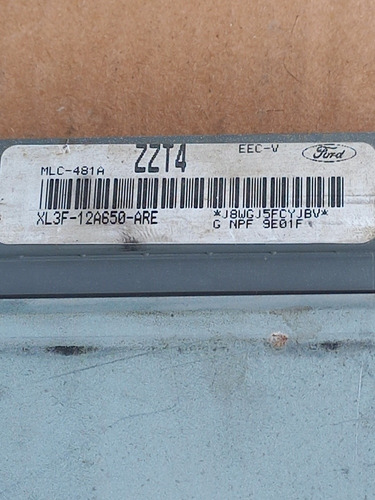 ZZT4
EEC-V
Ford
MLC-481A
XL3F-12A650-ARE
*J8WGJ5FCYJBV*
G NPF 9E01F